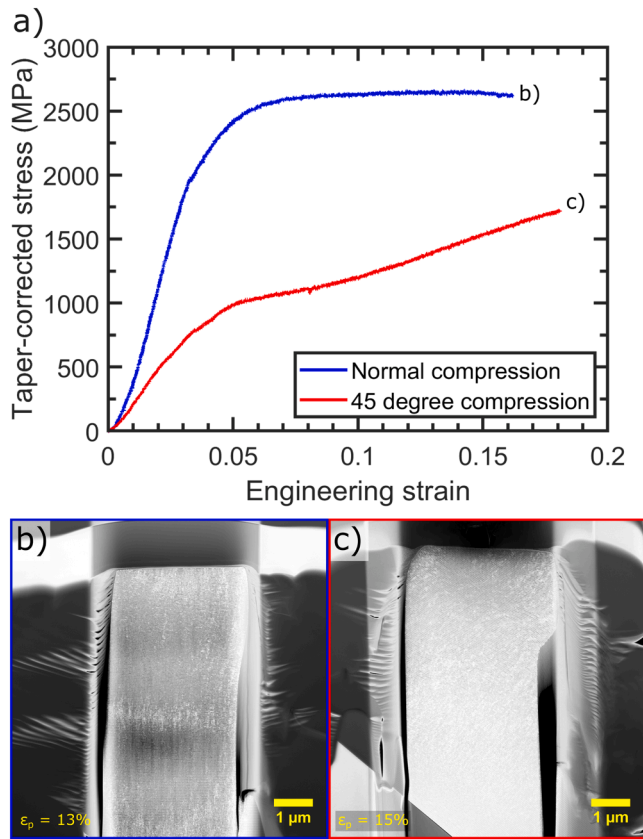 a)
Taper-corrected stress (MPa)
3000
2500
2000
1500
1000
500
0
b)
c)
Normal compression
45 degree compression
0 0.05 0.1 0.15 0.2
Engineering strain
b)
εp = 13%
1 µm
c)
εp = 15%
1 µm